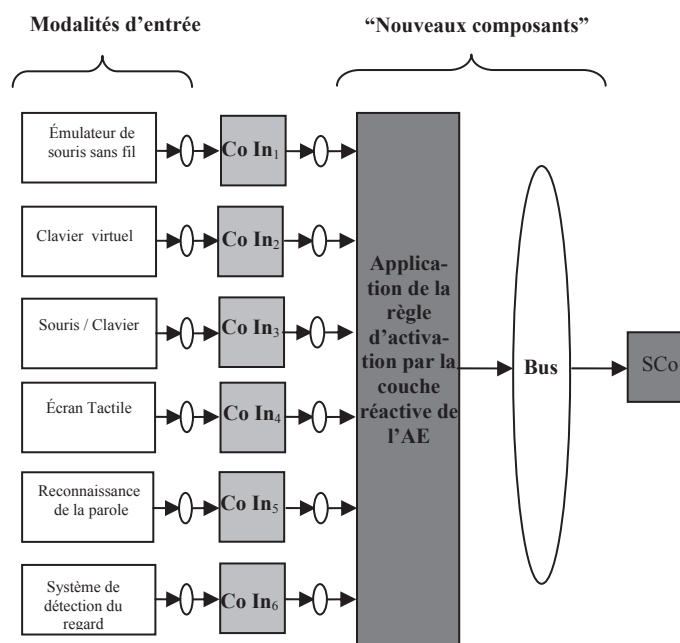 Modalités d’entrée
“Nouveaux composants”
Émulateur de
souris sans fil
Co In1
Clavier virtuel
Co In2
Souris / Clavier
Co In3
Écran Tactile
Co In4
Reconnaissance
de la parole
Co In5
Système de
détection du
regard
Co In6
Applica-
tion de la
règle
d’activa-
tion par la
couche
réactive de
l’AE
Bus
SCo